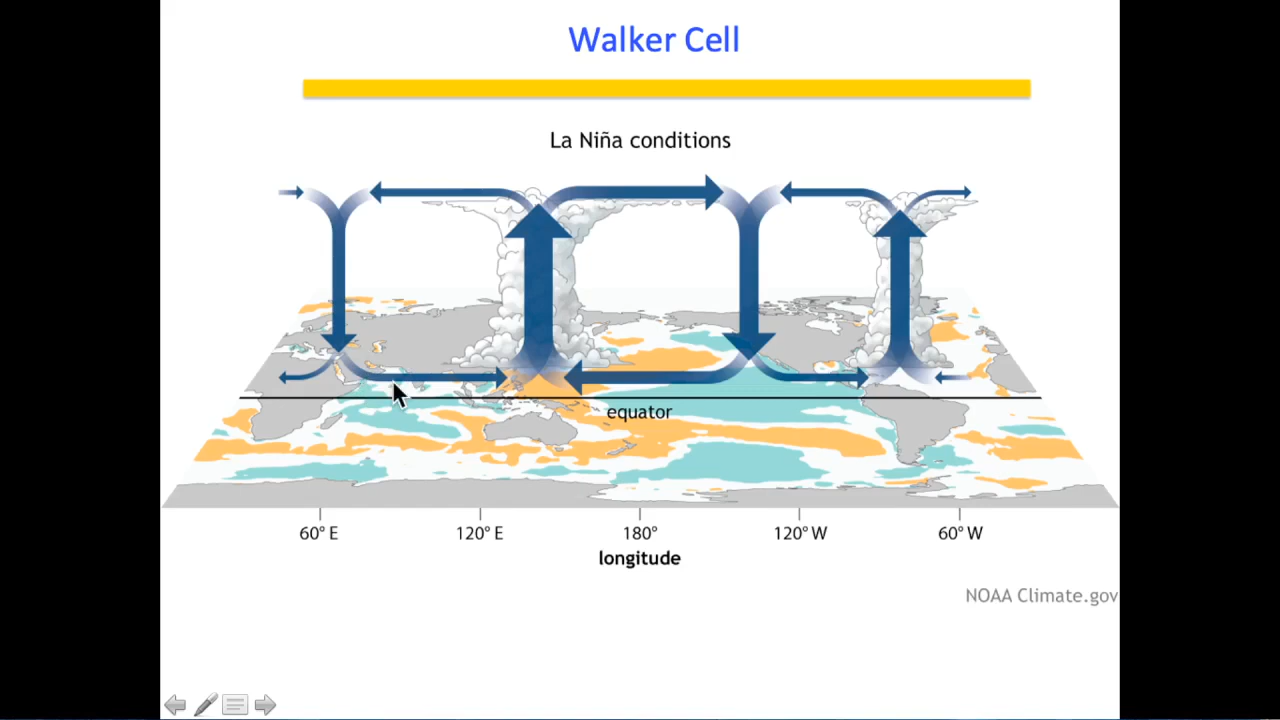 Walker Cell
La Niña conditions
equator
60° E 120° E 180° 120° W 60° W
longitude
NOAA Climate.gov